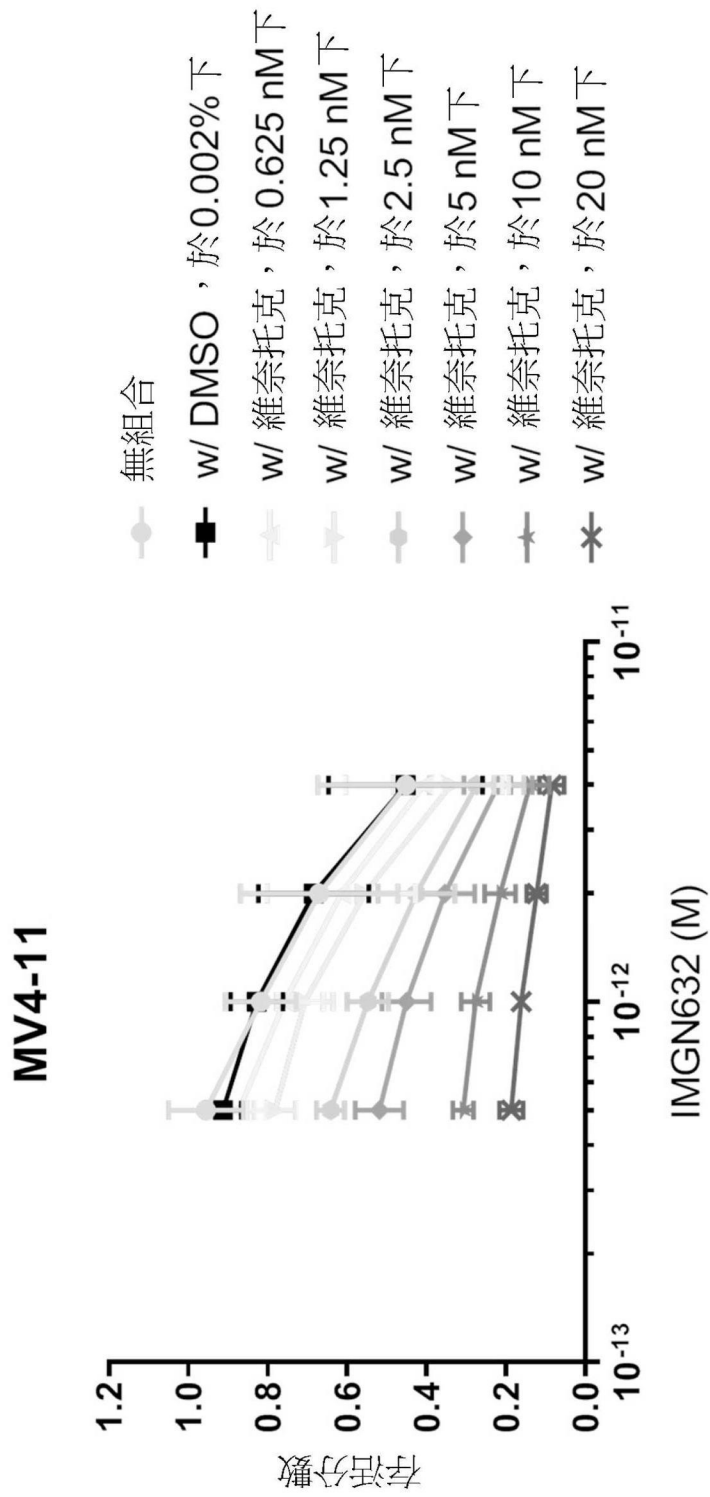 MV4-11
存活分數
1.2
1.0
0.8
0.6
0.4
0.2
0.0
10-13
10-12
10-11
IMGN632 (M)
無組合
w/ DMSO，於0.002%下
w/ 維奈托克，於0.625 nM下
w/ 維奈托克，於1.25 nM下
w/ 維奈托克，於2.5 nM下
w/ 維奈托克，於5 nM下
w/ 維奈托克，於10 nM下
w/ 維奈托克，於20 nM下